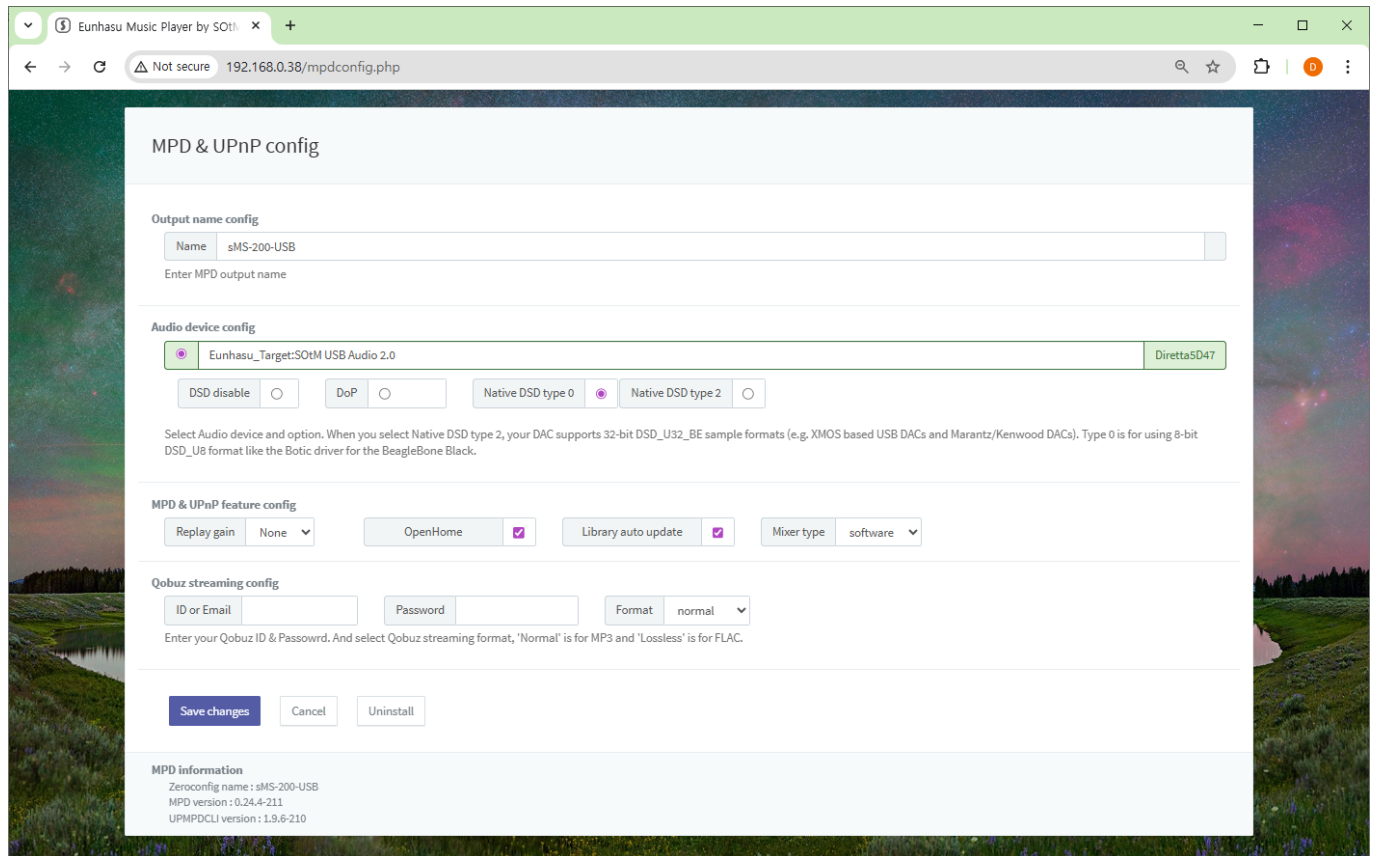 Eunhasu Music Player by SOtM
Not secure 192.168.0.38/mpdconfig.php
D
MPD & UPnP config
Output name config
Name sMS-200-USB
Enter MPD output name
Audio device config
Eunhasu_Target:SOtM USB Audio 2.0 Diretta5D47
DSD disable DoP Native DSD type 0 Native DSD type 2
Select Audio device and option. When you select Native DSD type 2, your DAC supports 32-bit DSD_U32_BE sample formats (e.g. XMOS based USB DACs and Marantz/Kenwood DACs). Type 0 is for using 8-bit
DSD_U8 format like the Botic driver for the BeagleBone Black.
MPD & UPnP feature config
Replay gain None OpenHome Library auto update Mixer type software
Qobuz streaming config
ID or Email Password Format normal
Enter your Qobuz ID & Passowrd. And select Qobuz streaming format, 'Normal' is for MP3 and 'Lossless' is for FLAC.
Save changes Cancel Uninstall
MPD information
Zeroconfig name : sMS-200-USB
MPD version : 0.24.4-211
UPMPDCLI version : 1.9.6-210